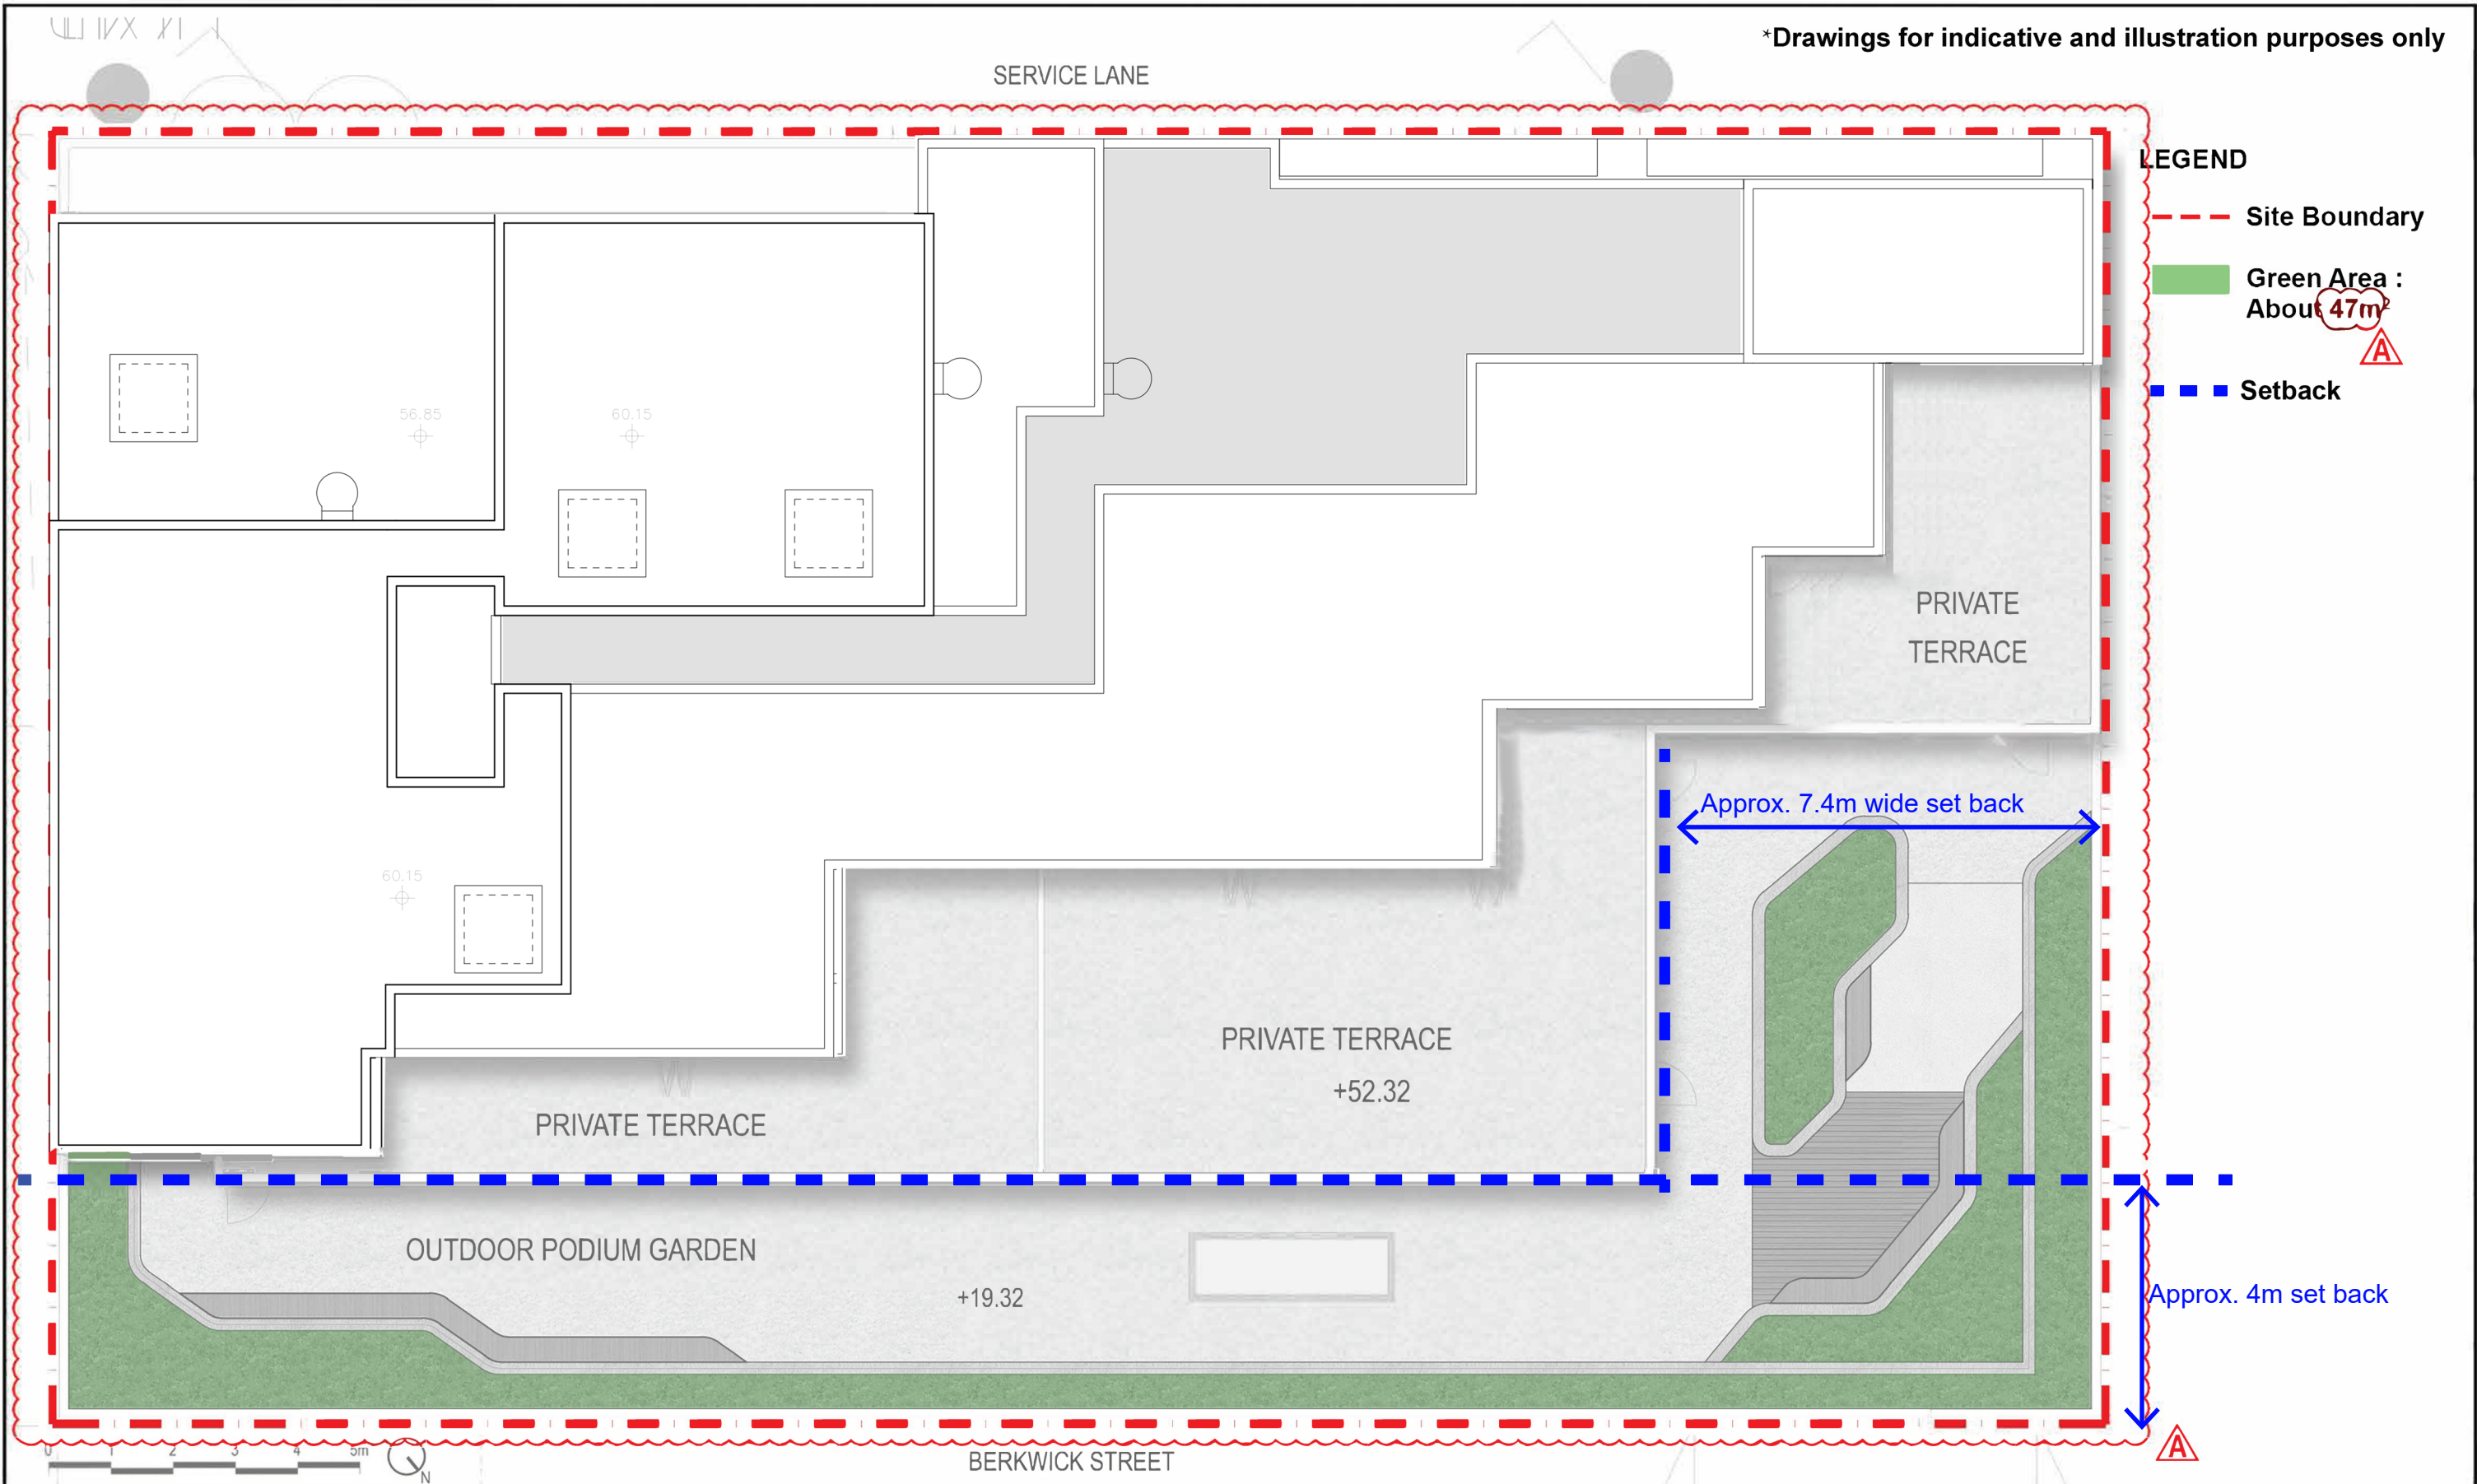 *Drawings for indicative and illustration purposes only
SERVICE LANE
LEGEND
Site Boundary
Green Area :
About 47m²
A
Setback
56.85
60.15
PRIVATE
TERRACE
Approx. 7.4m wide set back
60.15
PRIVATE TERRACE
+52.32
PRIVATE TERRACE
OUTDOOR PODIUM GARDEN
+19.32
Approx. 4m set back
0 1 2 3 4 5m
N
BERKWICK STREET
A